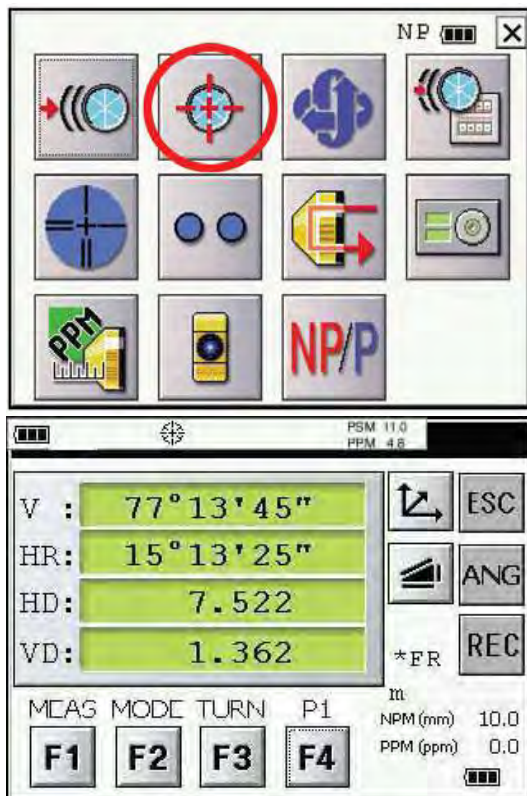 NP
PPM
NP/P
PSM 11.0
PPM 4.8
V : 77°13'45"
HR: 15°13'25"
HD: 7.522
VD: 1.362
ESC
ANG
REC
*FR
m
MEAS MODE TURN P1
F1 F2 F3 F4
NPM (mm) 10.0
PPM (ppm) 0.0